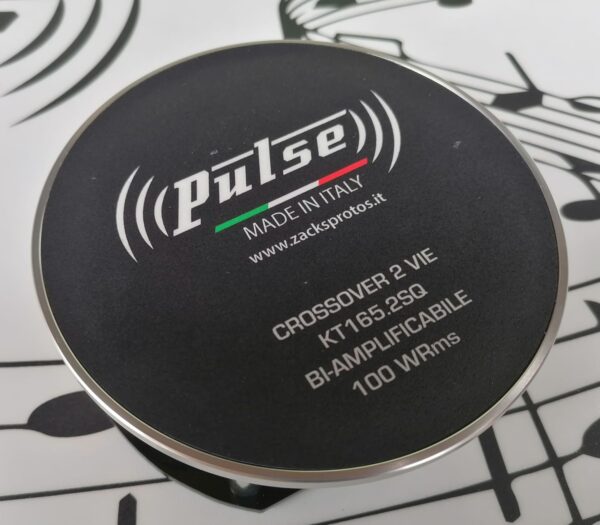 Pulse
MADE IN ITALY
www.zacksprotos.it
CROSSOVER 2 VIE
KT165.2SQ
BI-AMPLIFICABILE
100 WRms